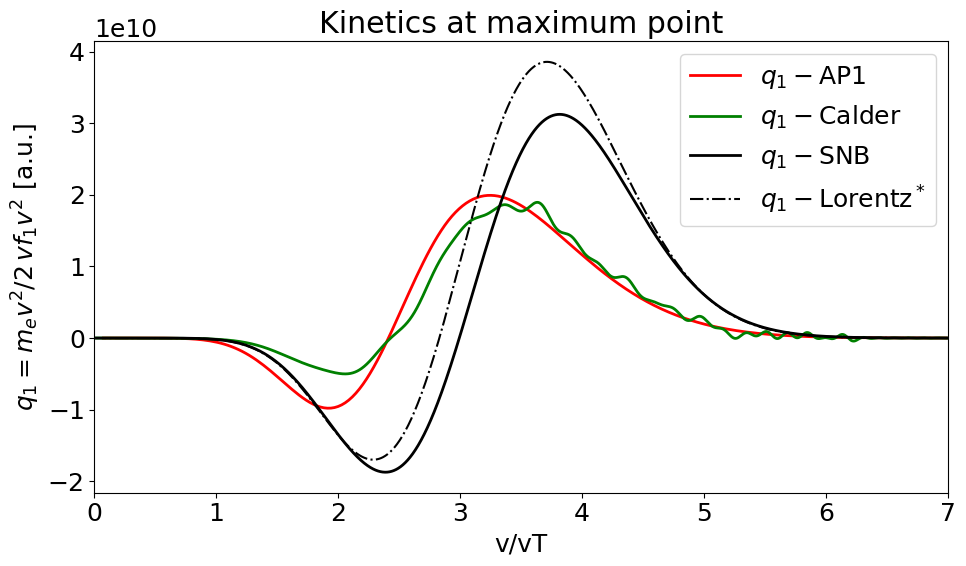 Kinetics at maximum point
1e10
q₁ = mₑv²/2 vf₁v² [a.u.]
4
3
2
1
0
−1
−2
q₁ − AP1
q₁ − Calder
q₁ − SNB
q₁ − Lorentz*
0 1 2 3 4 5 6 7
v/vT